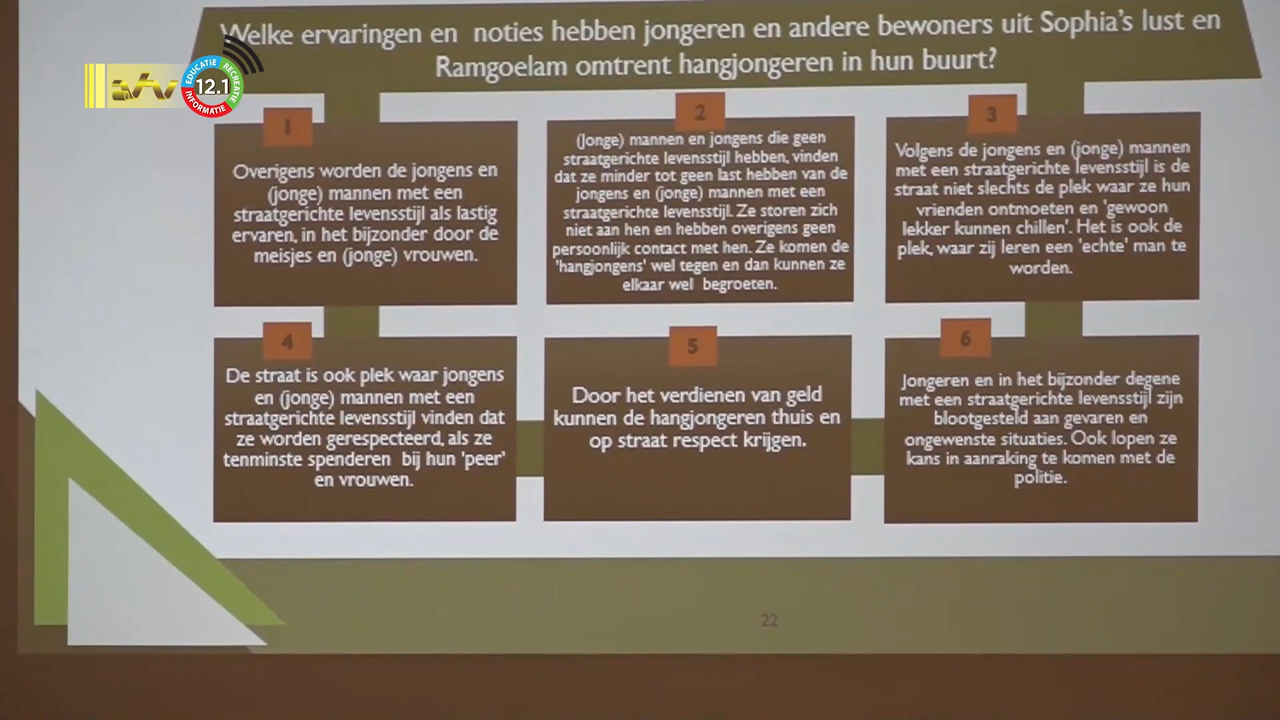 Welke ervaringen en noties hebben jongeren en andere bewoners uit Sophia's lust en
Ramgoelam omtrent hangjongeren in hun buurt?
atv
EDUCATIE RECREATIE INFORMATIE
12.1
1
Overigens worden de jongens en
(jonge) mannen met een
straatgerichte levensstijl als lastig
ervaren, in het bijzonder door de
meisjes en (jonge) vrouwen.
2
(Jonge) mannen en jongens die geen
straatgerichte levensstijl hebben, vinden
dat ze minder tot geen last hebben van de
jongens en (jonge) mannen met een
straatgerichte levensstijl. Ze storen zich
niet aan hen en hebben overigens geen
persoonlijk contact met hen. Ze komen de
'hangjongens' wel tegen en dan kunnen ze
elkaar wel begroeten.
3
Volgens de jongens en (jonge) mannen
met een straatgerichte levensstijl is de
straat niet slechts de plek waar ze hun
vrienden ontmoeten en 'gewoon
lekker kunnen chillen'. Het is ook de
plek, waar zij leren een 'echte' man te
worden.
4
De straat is ook plek waar jongens
en (jonge) mannen met een
straatgerichte levensstijl vinden dat
ze worden gerespecteerd, als ze
tenminste spenderen bij hun 'peer'
en vrouwen.
5
Door het verdienen van geld
kunnen de hangjongeren thuis en
op straat respect krijgen.
6
Jongeren en in het bijzonder degene
met een straatgerichte levensstijl zijn
blootgesteld aan gevaren en
ongewenste situaties. Ook lopen ze
kans in aanraking te komen met de
politie.
22